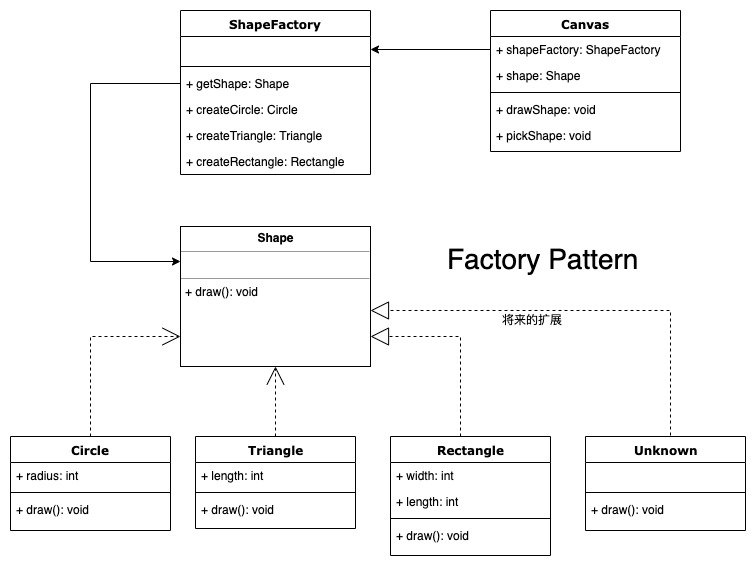 ShapeFactory
+ getShape: Shape
+ createCircle: Circle
+ createTriangle: Triangle
+ createRectangle: Rectangle
Canvas
+ shapeFactory: ShapeFactory
+ shape: Shape
+ drawShape: void
+ pickShape: void
Shape
+ draw(): void
Factory Pattern
将来的扩展
Circle
+ radius: int
+ draw(): void
Triangle
+ length: int
+ draw(): void
Rectangle
+ width: int
+ length: int
+ draw(): void
Unknown
+ draw(): void